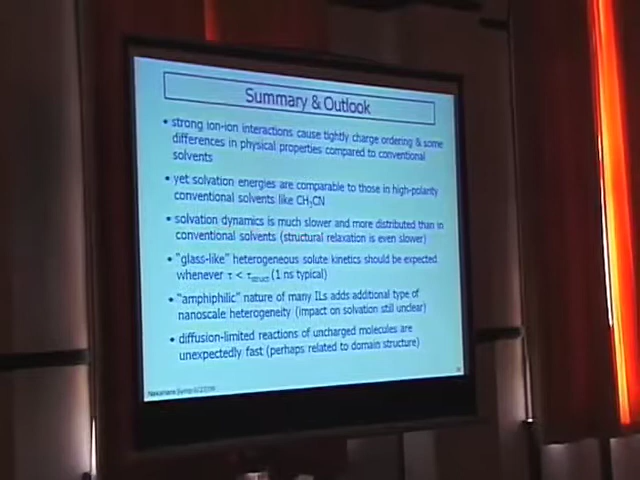 Summary & Outlook
• strong ion-ion interactions cause tightly charge ordering & some
differences in physical properties compared to conventional
solvents
• yet solvation energies are comparable to those in high-polarity
conventional solvents like CH3CN
• solvation dynamics is much slower and more distributed than in
conventional solvents (structural relaxation is even slower)
• "glass-like" heterogeneous solute kinetics should be expected
whenever τ < τstruct (1 ns typical)
• "amphiphilic" nature of many ILs adds additional type of
nanoscale heterogeneity (impact on solvation still unclear)
• diffusion-limited reactions of uncharged molecules are
unexpectedly fast (perhaps related to domain structure)